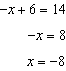 −x + 6 = 14
−x = 8
x = −8